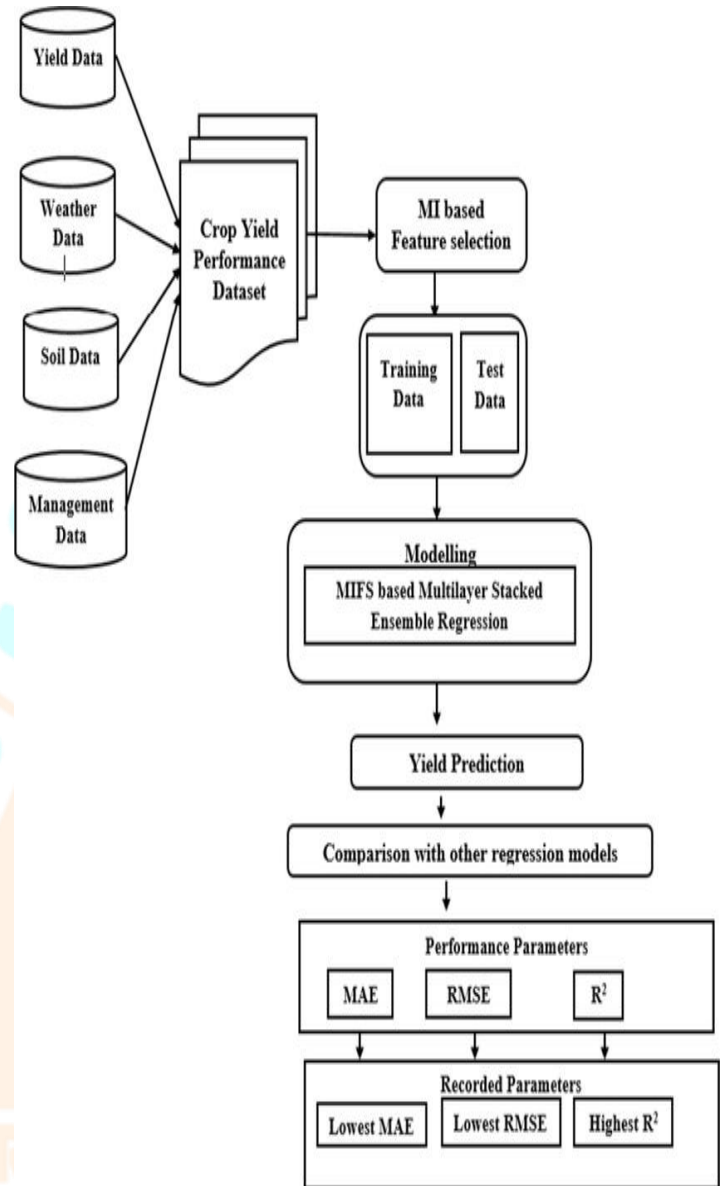 Yield Data
Weather
Data
Soil Data
Management
Data
Crop Yield
Performance
Dataset
MI based
Feature selection
Training
Data
Test
Data
Modelling
MIFS based Multilayer Stacked
Ensemble Regression
Yield Prediction
Comparison with other regression models
Performance Parameters
MAE
RMSE
R²
Recorded Parameters
Lowest MAE
Lowest RMSE
Highest R²